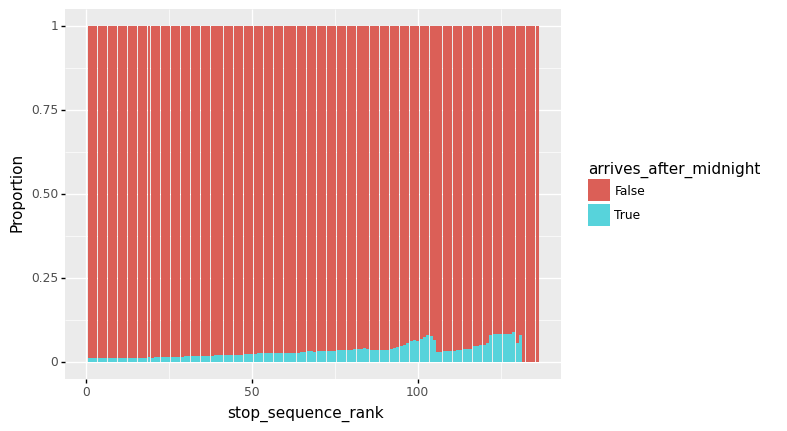 1
0.75
0.50
0.25
0
Proportion
0
50
100
stop_sequence_rank
arrives_after_midnight
False
True